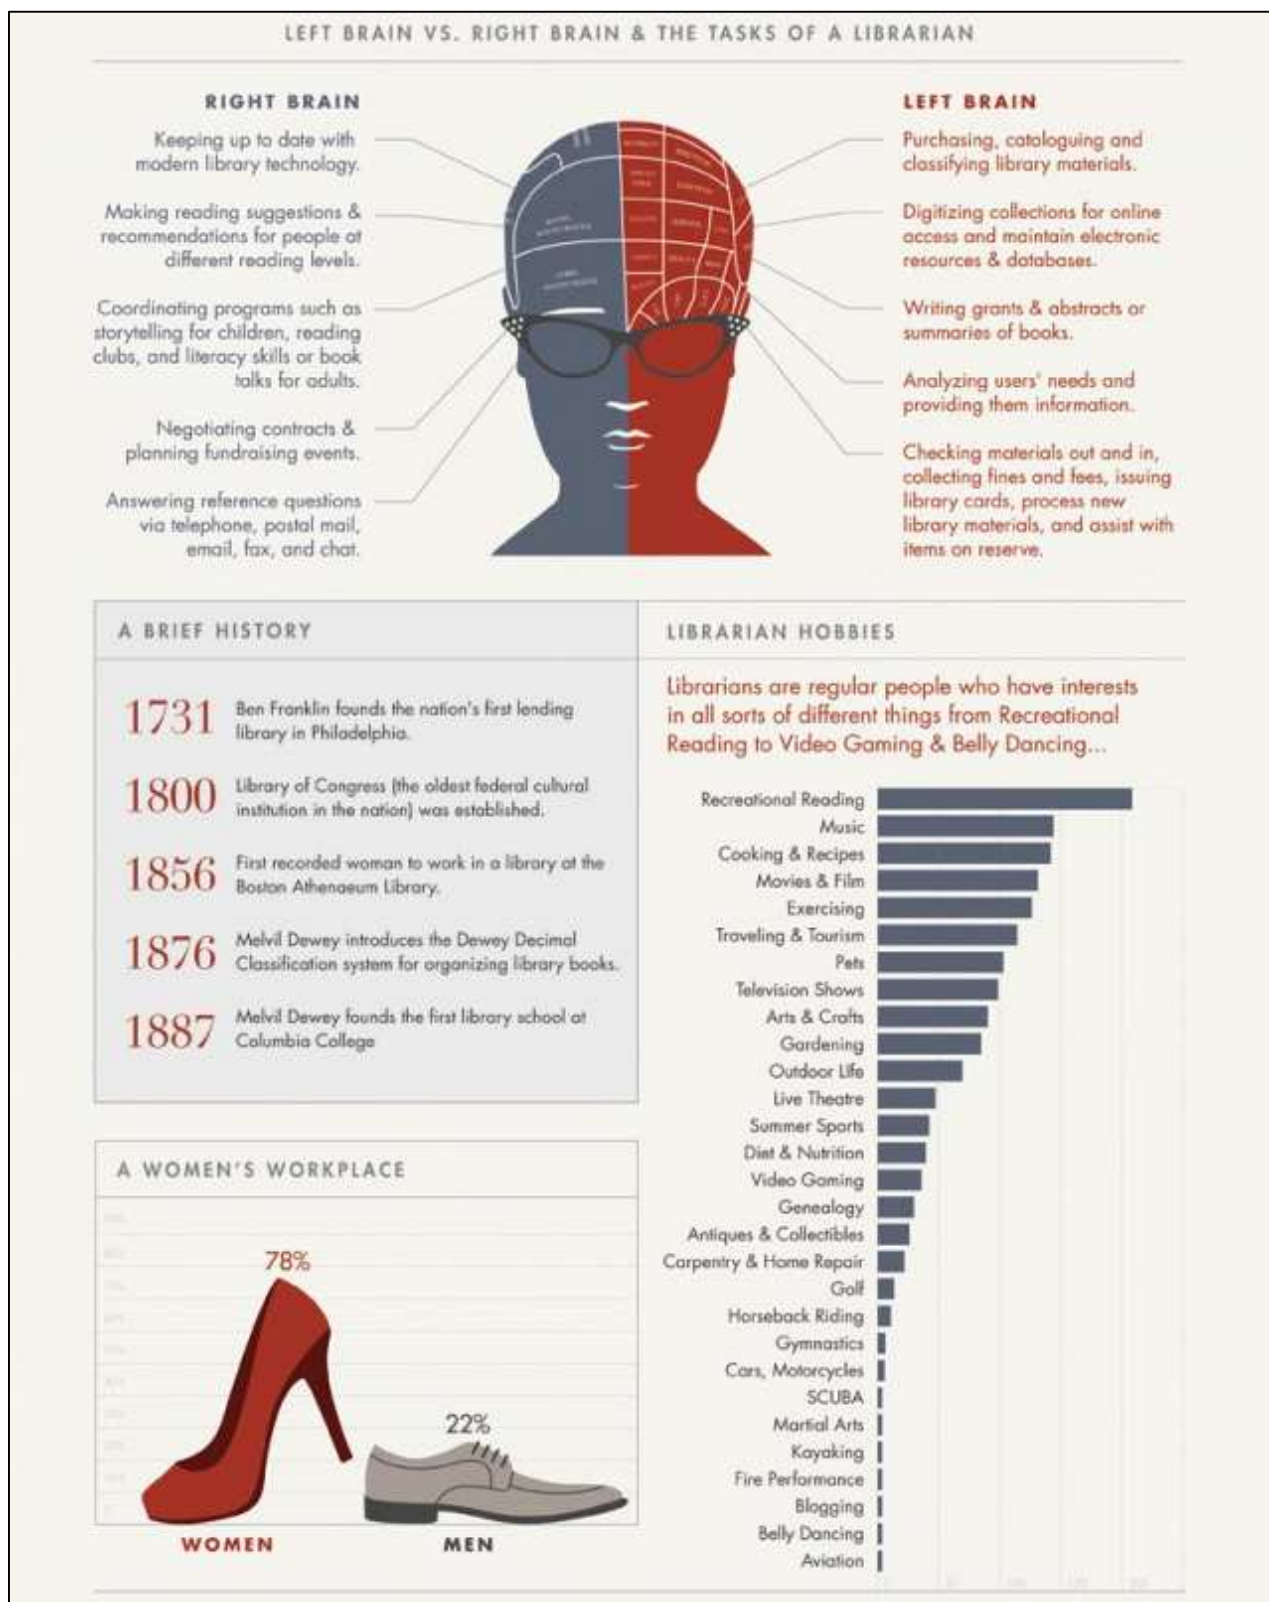 LEFT BRAIN VS. RIGHT BRAIN & THE TASKS OF A LIBRARIAN
RIGHT BRAIN
Keeping up to date with
modern library technology.
Making reading suggestions &
recommendations for people at
different reading levels.
Coordinating programs such as
storytelling for children, reading
clubs, and literacy skills or book
talks for adults.
Negotiating contracts &
planning fundraising events.
Answering reference questions
via telephone, postal mail,
email, fax, and chat.
LEFT BRAIN
Purchasing, cataloguing and
classifying library materials.
Digitizing collections for online
access and maintain electronic
resources & databases.
Writing grants & abstracts or
summaries of books.
Analyzing users' needs and
providing them information.
Checking materials out and in,
collecting fines and fees, issuing
library cards, process new
library materials, and assist with
items on reserve.
A BRIEF HISTORY
1731 Ben Franklin founds the nation's first lending
library in Philadelphia.
1800 Library of Congress (the oldest federal cultural
institution in the nation) was established.
1856 First recorded woman to work in a library at the
Boston Athenaeum Library.
1876 Melvil Dewey introduces the Dewey Decimal
Classification system for organizing library books.
1887 Melvil Dewey founds the first library school at
Columbia College
A WOMEN'S WORKPLACE
78%
22%
WOMEN
MEN
LIBRARIAN HOBBIES
Librarians are regular people who have interests
in all sorts of different things from Recreational
Reading to Video Gaming & Belly Dancing...
Recreational Reading
Music
Cooking & Recipes
Movies & Film
Exercising
Traveling & Tourism
Pets
Television Shows
Arts & Crafts
Gardening
Outdoor Life
Live Theatre
Summer Sports
Diet & Nutrition
Video Gaming
Genealogy
Antiques & Collectibles
Carpentry & Home Repair
Golf
Horseback Riding
Gymnastics
Cars, Motorcycles
SCUBA
Martial Arts
Kayaking
Fire Performance
Blogging
Belly Dancing
Aviation